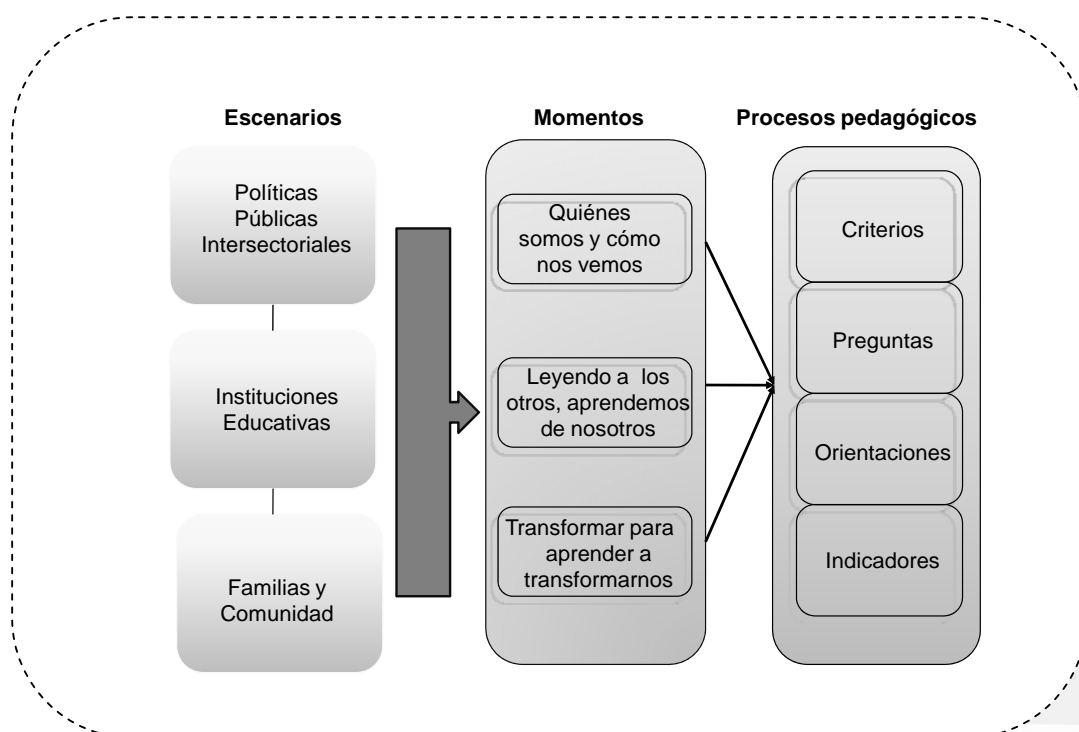 Escenarios
Momentos
Procesos pedagógicos
Políticas
Públicas
Intersectoriales
Instituciones
Educativas
Familias y
Comunidad
Quiénes
somos y cómo
nos vemos
Leyendo a los
otros, aprendemos
de nosotros
Transformar para
aprender a
transformarnos
Criterios
Preguntas
Orientaciones
Indicadores